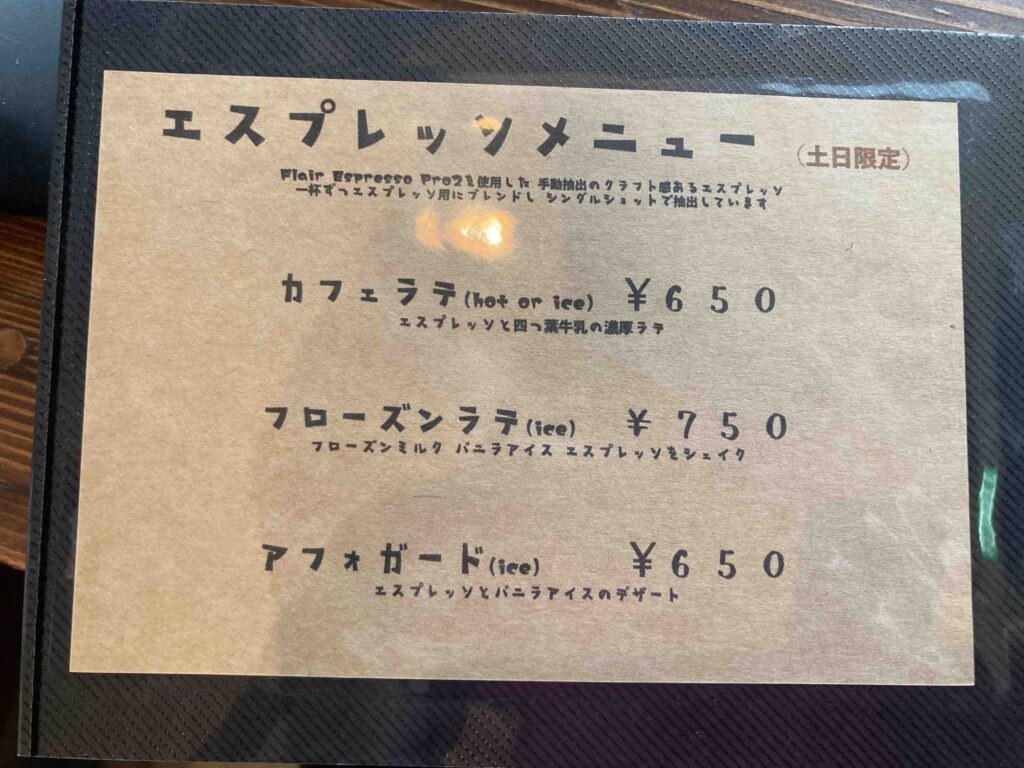 エスプレッソメニュー (土日限定)
Flair Espresso Pro2を使用した 手動抽出のクラフト感あるエスプレッソ
一杯ずつエスプレッソ用にブレンドし シングルショットで抽出しています
カフェラテ(hot or ice) ¥650
エスプレッソと四つ葉牛乳の濃厚ラテ
フローズンラテ(ice) ¥750
フローズンミルク バニラアイス エスプレッソをシェイク
アフォガード(ice) ¥650
エスプレッソとバニラアイスのデザート